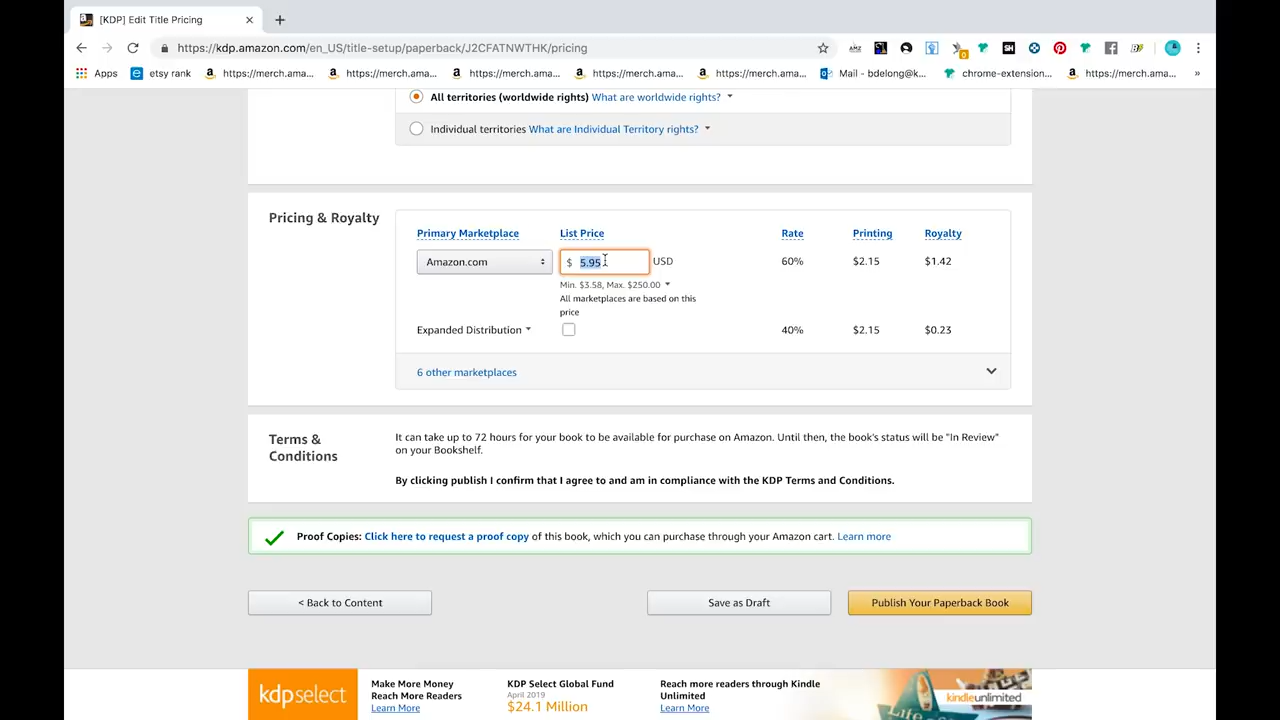 [KDP] Edit Title Pricing
https://kdp.amazon.com/en_US/title-setup/paperback/J2CFATNWTHK/pricing
Apps etsy rank https://merch.ama... https://merch.ama... https://merch.ama... https://merch.ama... https://merch.ama... Mail - bdelong@k... chrome-extension... https://merch.ama... »
All territories (worldwide rights) What are worldwide rights?
Individual territories What are Individual Territory rights?
Pricing & Royalty
Primary Marketplace List Price Rate Printing Royalty
Amazon.com $ 5.95 USD 60% $2.15 $1.42
Min. $3.58, Max. $250.00
All marketplaces are based on this
price
Expanded Distribution 40% $2.15 $0.23
6 other marketplaces
Terms &
Conditions
It can take up to 72 hours for your book to be available for purchase on Amazon. Until then, the book's status will be "In Review"
on your Bookshelf.
By clicking publish I confirm that I agree to and am in compliance with the KDP Terms and Conditions.
Proof Copies: Click here to request a proof copy of this book, which you can purchase through your Amazon cart. Learn more
< Back to Content Save as Draft Publish Your Paperback Book
kdpselect
Make More Money
Reach More Readers
Learn More
KDP Select Global Fund
April 2019
$24.1 Million
Reach more readers through Kindle
Unlimited
Learn More
kindleunlimited